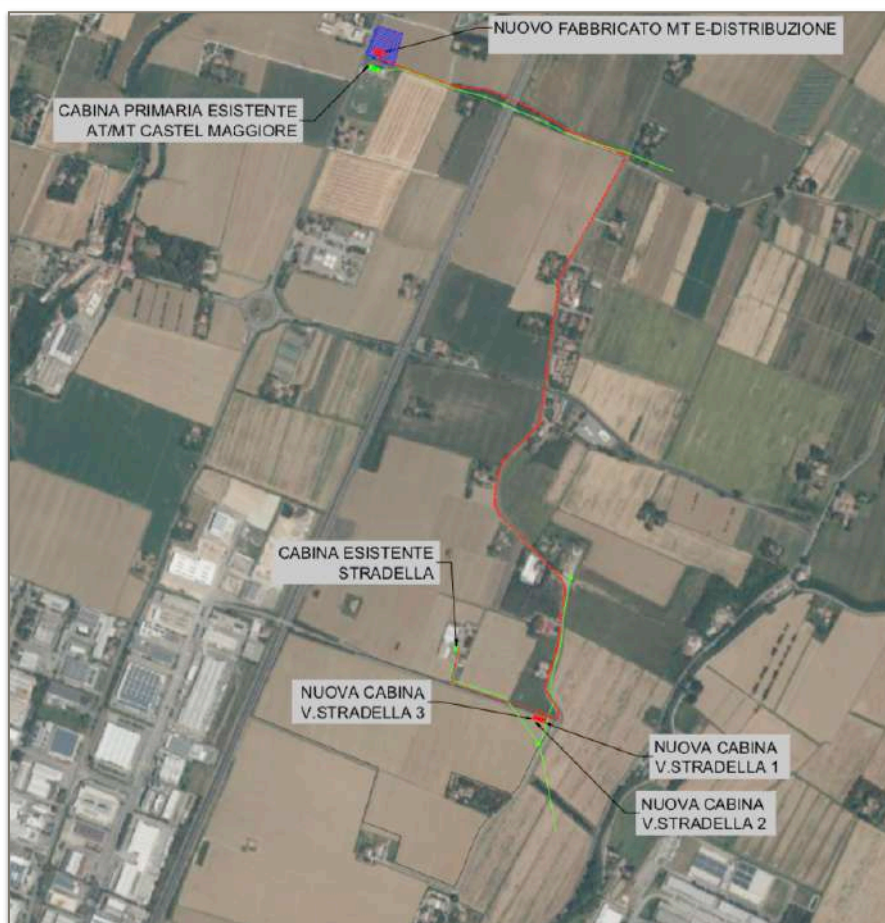 NUOVO FABBRICATO MT E-DISTRIBUZIONE
CABINA PRIMARIA ESISTENTE
AT/MT CASTEL MAGGIORE
CABINA ESISTENTE
STRADELLA
NUOVA CABINA
V.STRADELLA 3
NUOVA CABINA
V.STRADELLA 1
NUOVA CABINA
V.STRADELLA 2